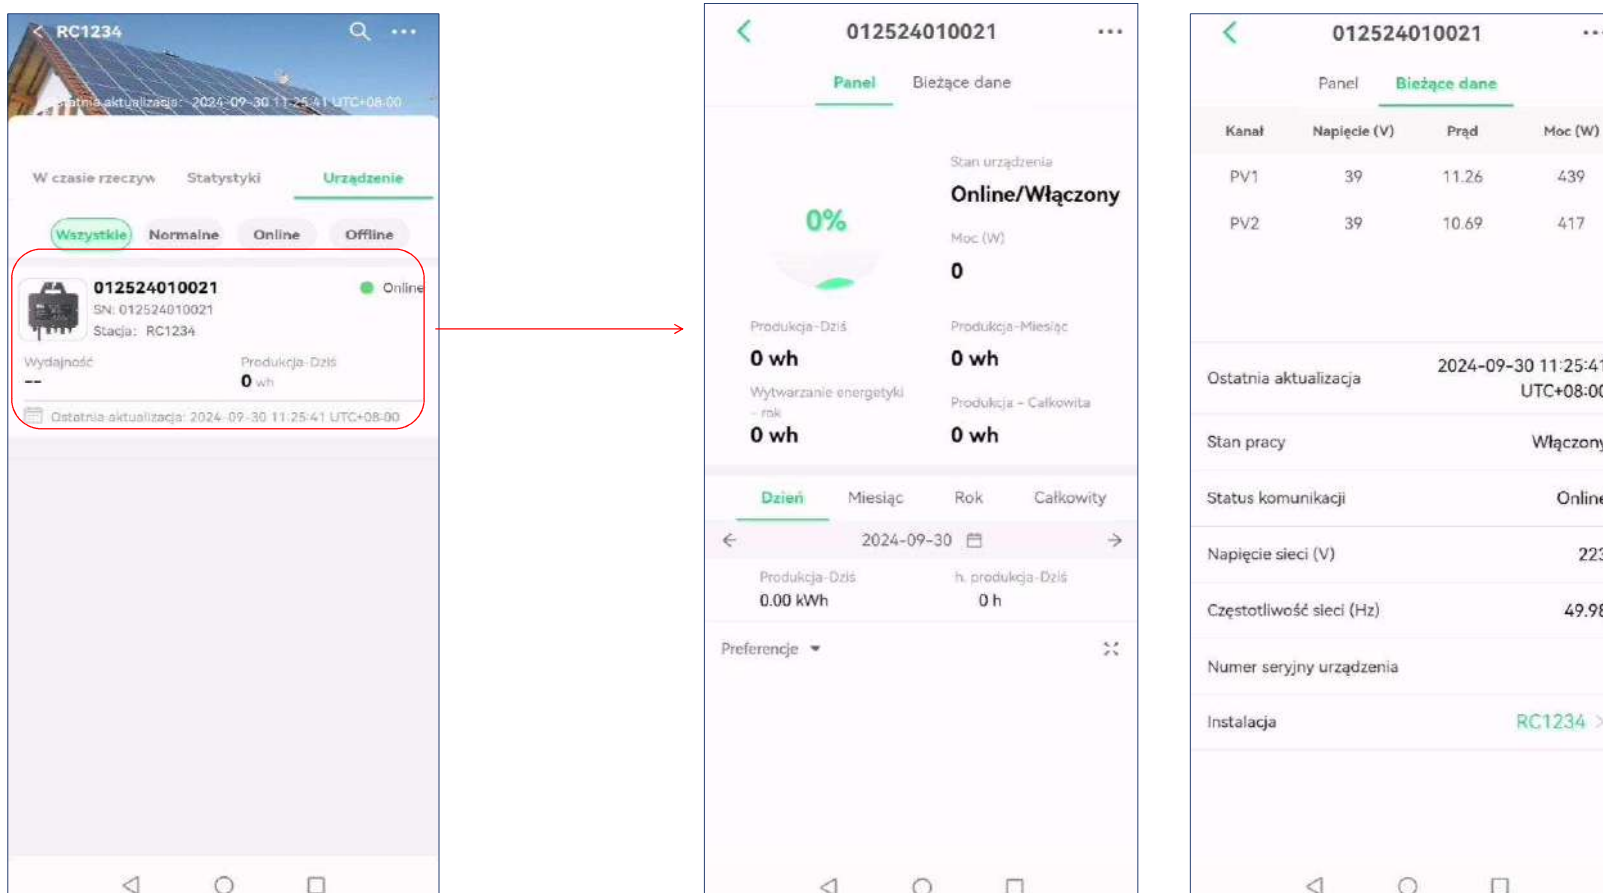 RC1234
Ostatnia aktualizacja: 2024-09-30 11:25:41 UTC+08:00
W czasie rzeczyw
Statystyki
Urządzenie
Wszystkie
Normalne
Online
Offline
012524010021
Online
SN: 012524010021
Stacja: RC1234
Wydajność
Produkcja-Dziś
--
0 wh
Ostatnia aktualizacja: 2024-09-30 11:25:41 UTC+08:00
012524010021
Panel
Bieżące dane
Stan urządzenia
Online/Włączony
0%
Moc (W)
0
Produkcja-Dziś
Produkcja-Miesiąc
0 wh
0 wh
Wytwarzanie energetyki
- rok
Produkcja - Całkowita
0 wh
0 wh
Dzień
Miesiąc
Rok
Całkowity
2024-09-30
Produkcja-Dziś
h. produkcja-Dziś
0.00 kWh
0 h
Preferencje
012524010021
Panel
Bieżące dane
Kanał
Napięcie (V)
Prąd
Moc (W)
PV1
39
11.26
439
PV2
39
10.69
417
Ostatnia aktualizacja
2024-09-30 11:25:41
UTC+08:00
Stan pracy
Włączony
Status komunikacji
Online
Napięcie sieci (V)
223
Częstotliwość sieci (Hz)
49.98
Numer seryjny urządzenia
Instalacja
RC1234